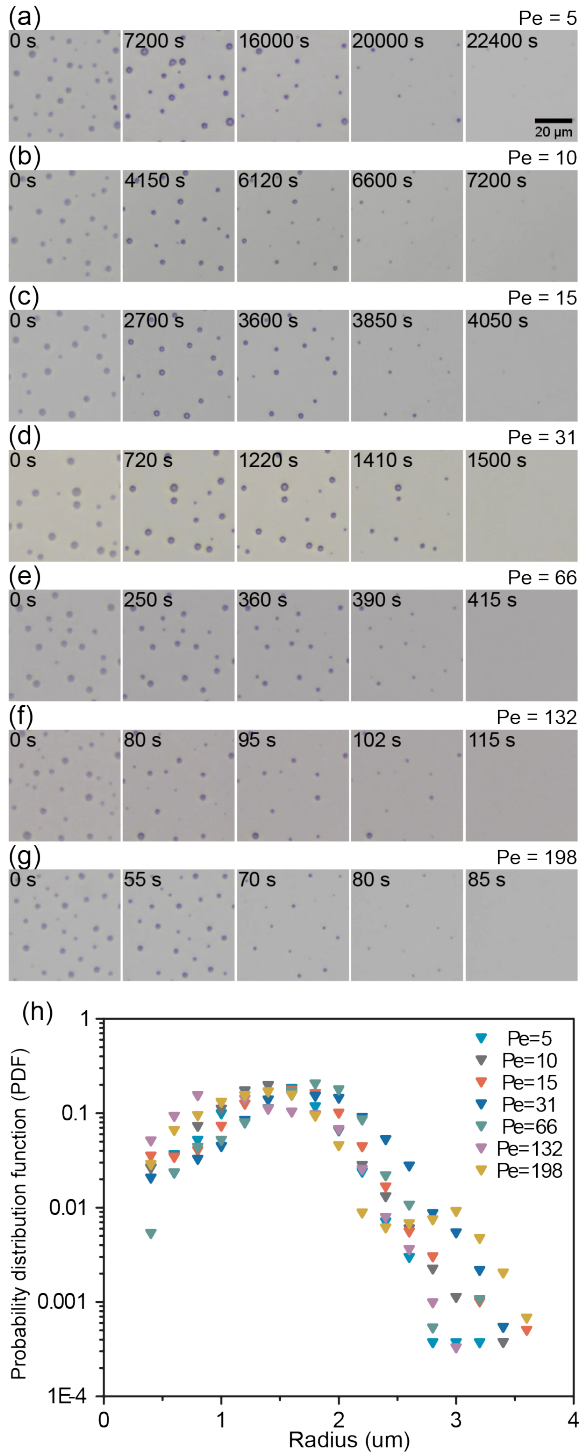 (a) Pe = 5
0 s 7200 s 16000 s 20000 s 22400 s
20 µm
(b) Pe = 10
0 s 4150 s 6120 s 6600 s 7200 s
(c) Pe = 15
0 s 2700 s 3600 s 3850 s 4050 s
(d) Pe = 31
0 s 720 s 1220 s 1410 s 1500 s
(e) Pe = 66
0 s 250 s 360 s 390 s 415 s
(f) Pe = 132
0 s 80 s 95 s 102 s 115 s
(g) Pe = 198
0 s 55 s 70 s 80 s 85 s
(h)
Probability distribution function (PDF)
1
0.1
0.01
0.001
1E-4
Pe=5
Pe=10
Pe=15
Pe=31
Pe=66
Pe=132
Pe=198
0 1 2 3 4
Radius (um)